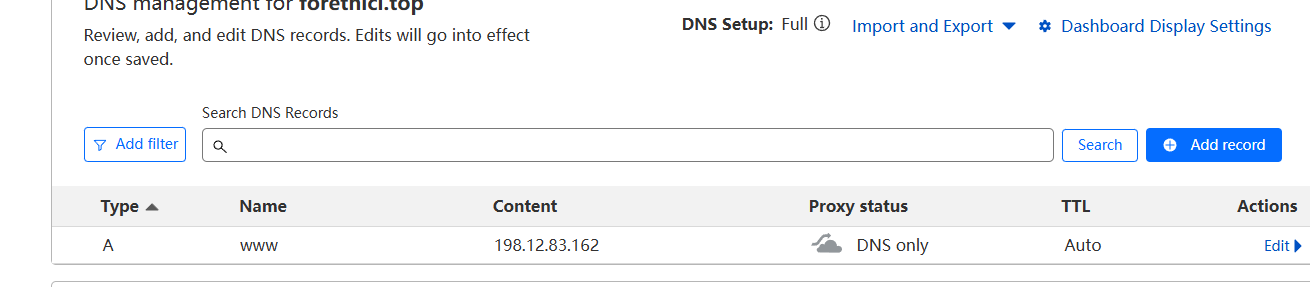 DNS management for forethicl.top
Review, add, and edit DNS records. Edits will go into effect
once saved.
DNS Setup: Full
Import and Export
Dashboard Display Settings
Search DNS Records
Add filter
Search
Add record
Type Name Content Proxy status TTL Actions
A www 198.12.83.162 DNS only Auto Edit